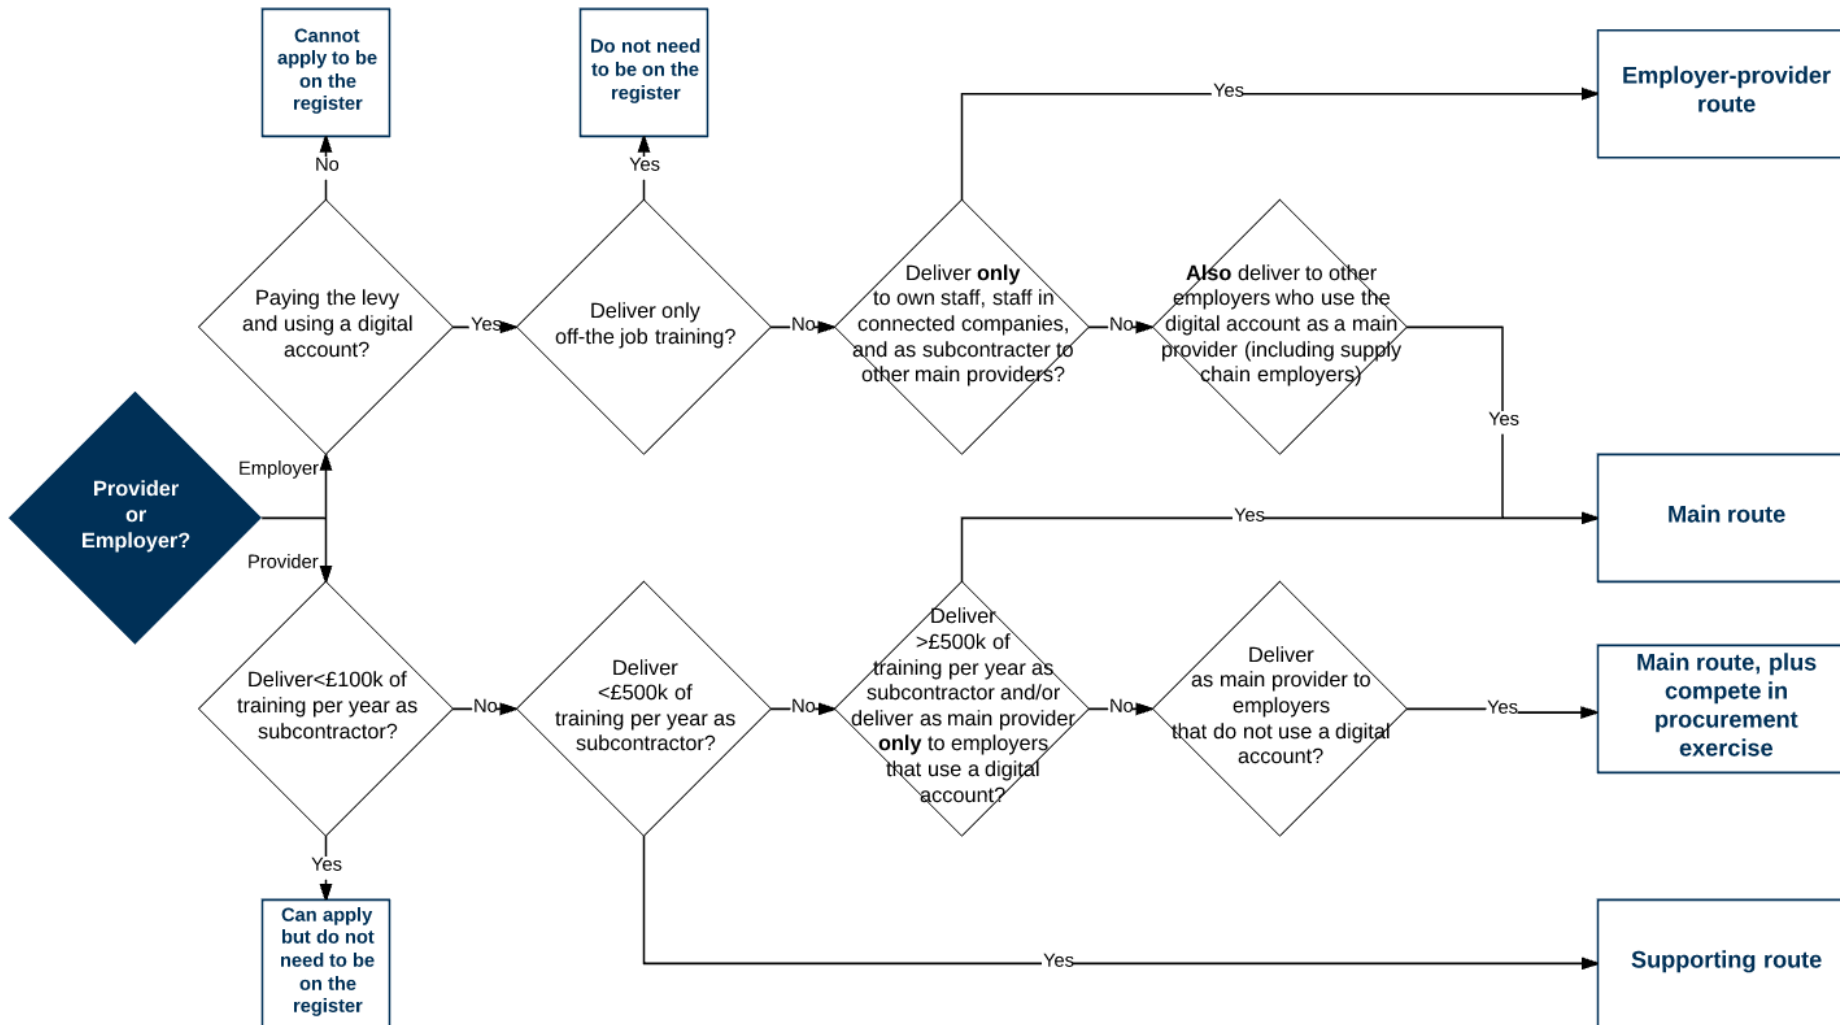 Cannot
apply to be
on the
register
Do not need
to be on the
register
Employer-provider
route
Yes
No
Yes
Paying the levy
and using a digital
account?
Yes
Deliver only
off-the job training?
No
Deliver only
to own staff, staff in
connected companies,
and as subcontracter to
other main providers?
No
Also deliver to other
employers who use the
digital account as a main
provider (including supply
chain employers)
Yes
Employer
Provider
or
Employer?
Provider
Yes
Main route
Deliver<£100k of
training per year as
subcontractor?
No
Deliver
<£500k of
training per year as
subcontractor?
No
Deliver
>£500k of
training per year as
subcontractor and/or
deliver as main provider
only to employers
that use a digital
account?
No
Deliver
as main provider to
employers
that do not use a digital
account?
Yes
Main route, plus
compete in
procurement
exercise
Yes
Can apply
but do not
need to be
on the
register
Yes
Supporting route